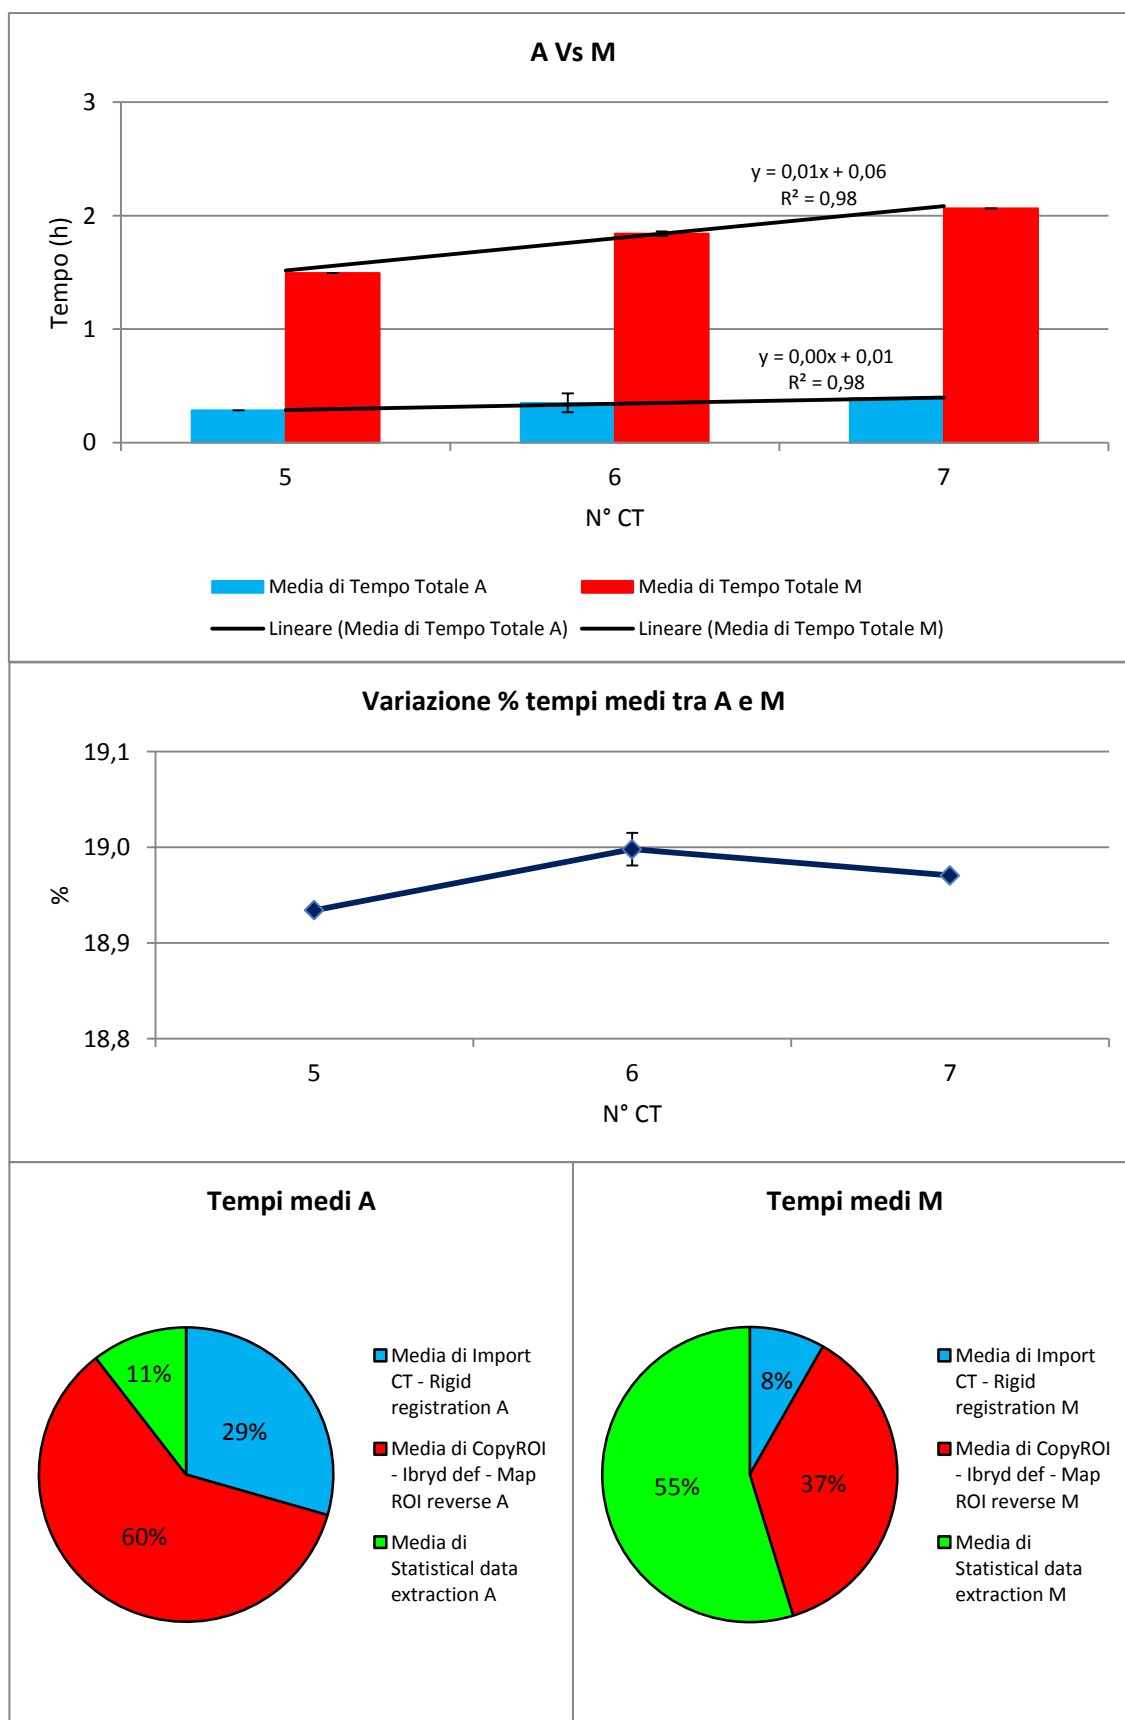 A Vs M
3
2
1
0
Tempo (h)
y = 0,01x + 0,06
R² = 0,98
y = 0,00x + 0,01
R² = 0,98
5
6
7
N° CT
Media di Tempo Totale A
Media di Tempo Totale M
Lineare (Media di Tempo Totale A)
Lineare (Media di Tempo Totale M)
Variazione % tempi medi tra A e M
19,1
19,0
18,9
18,8
%
5
6
7
N° CT
Tempi medi A
11%
29%
60%
Media di Import
CT - Rigid
registration A
Media di CopyROI
- Ibryd def - Map
ROI reverse A
Media di
Statistical data
extraction A
Tempi medi M
8%
37%
55%
Media di Import
CT - Rigid
registration M
Media di CopyROI
- Ibryd def - Map
ROI reverse M
Media di
Statistical data
extraction M